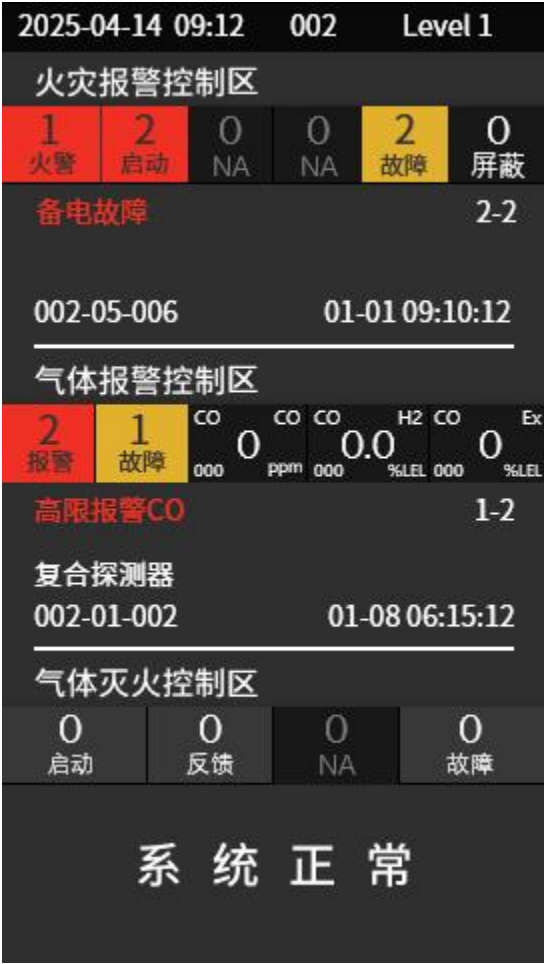 2025-04-14 09:12 002 Level 1
火灾报警控制区
1 2 0 0 2 0
火警 启动 NA NA 故障 屏蔽
备电故障 2-2
002-05-006 01-01 09:10:12
气体报警控制区
2 1 CO 0 CO CO 0.0 H2 CO 0 Ex
报警 故障 000 ppm 000 %LEL 000 %LEL
高限报警CO 1-2
复合探测器
002-01-002 01-08 06:15:12
气体灭火控制区
0 0 0 0
启动 反馈 NA 故障
系统正常